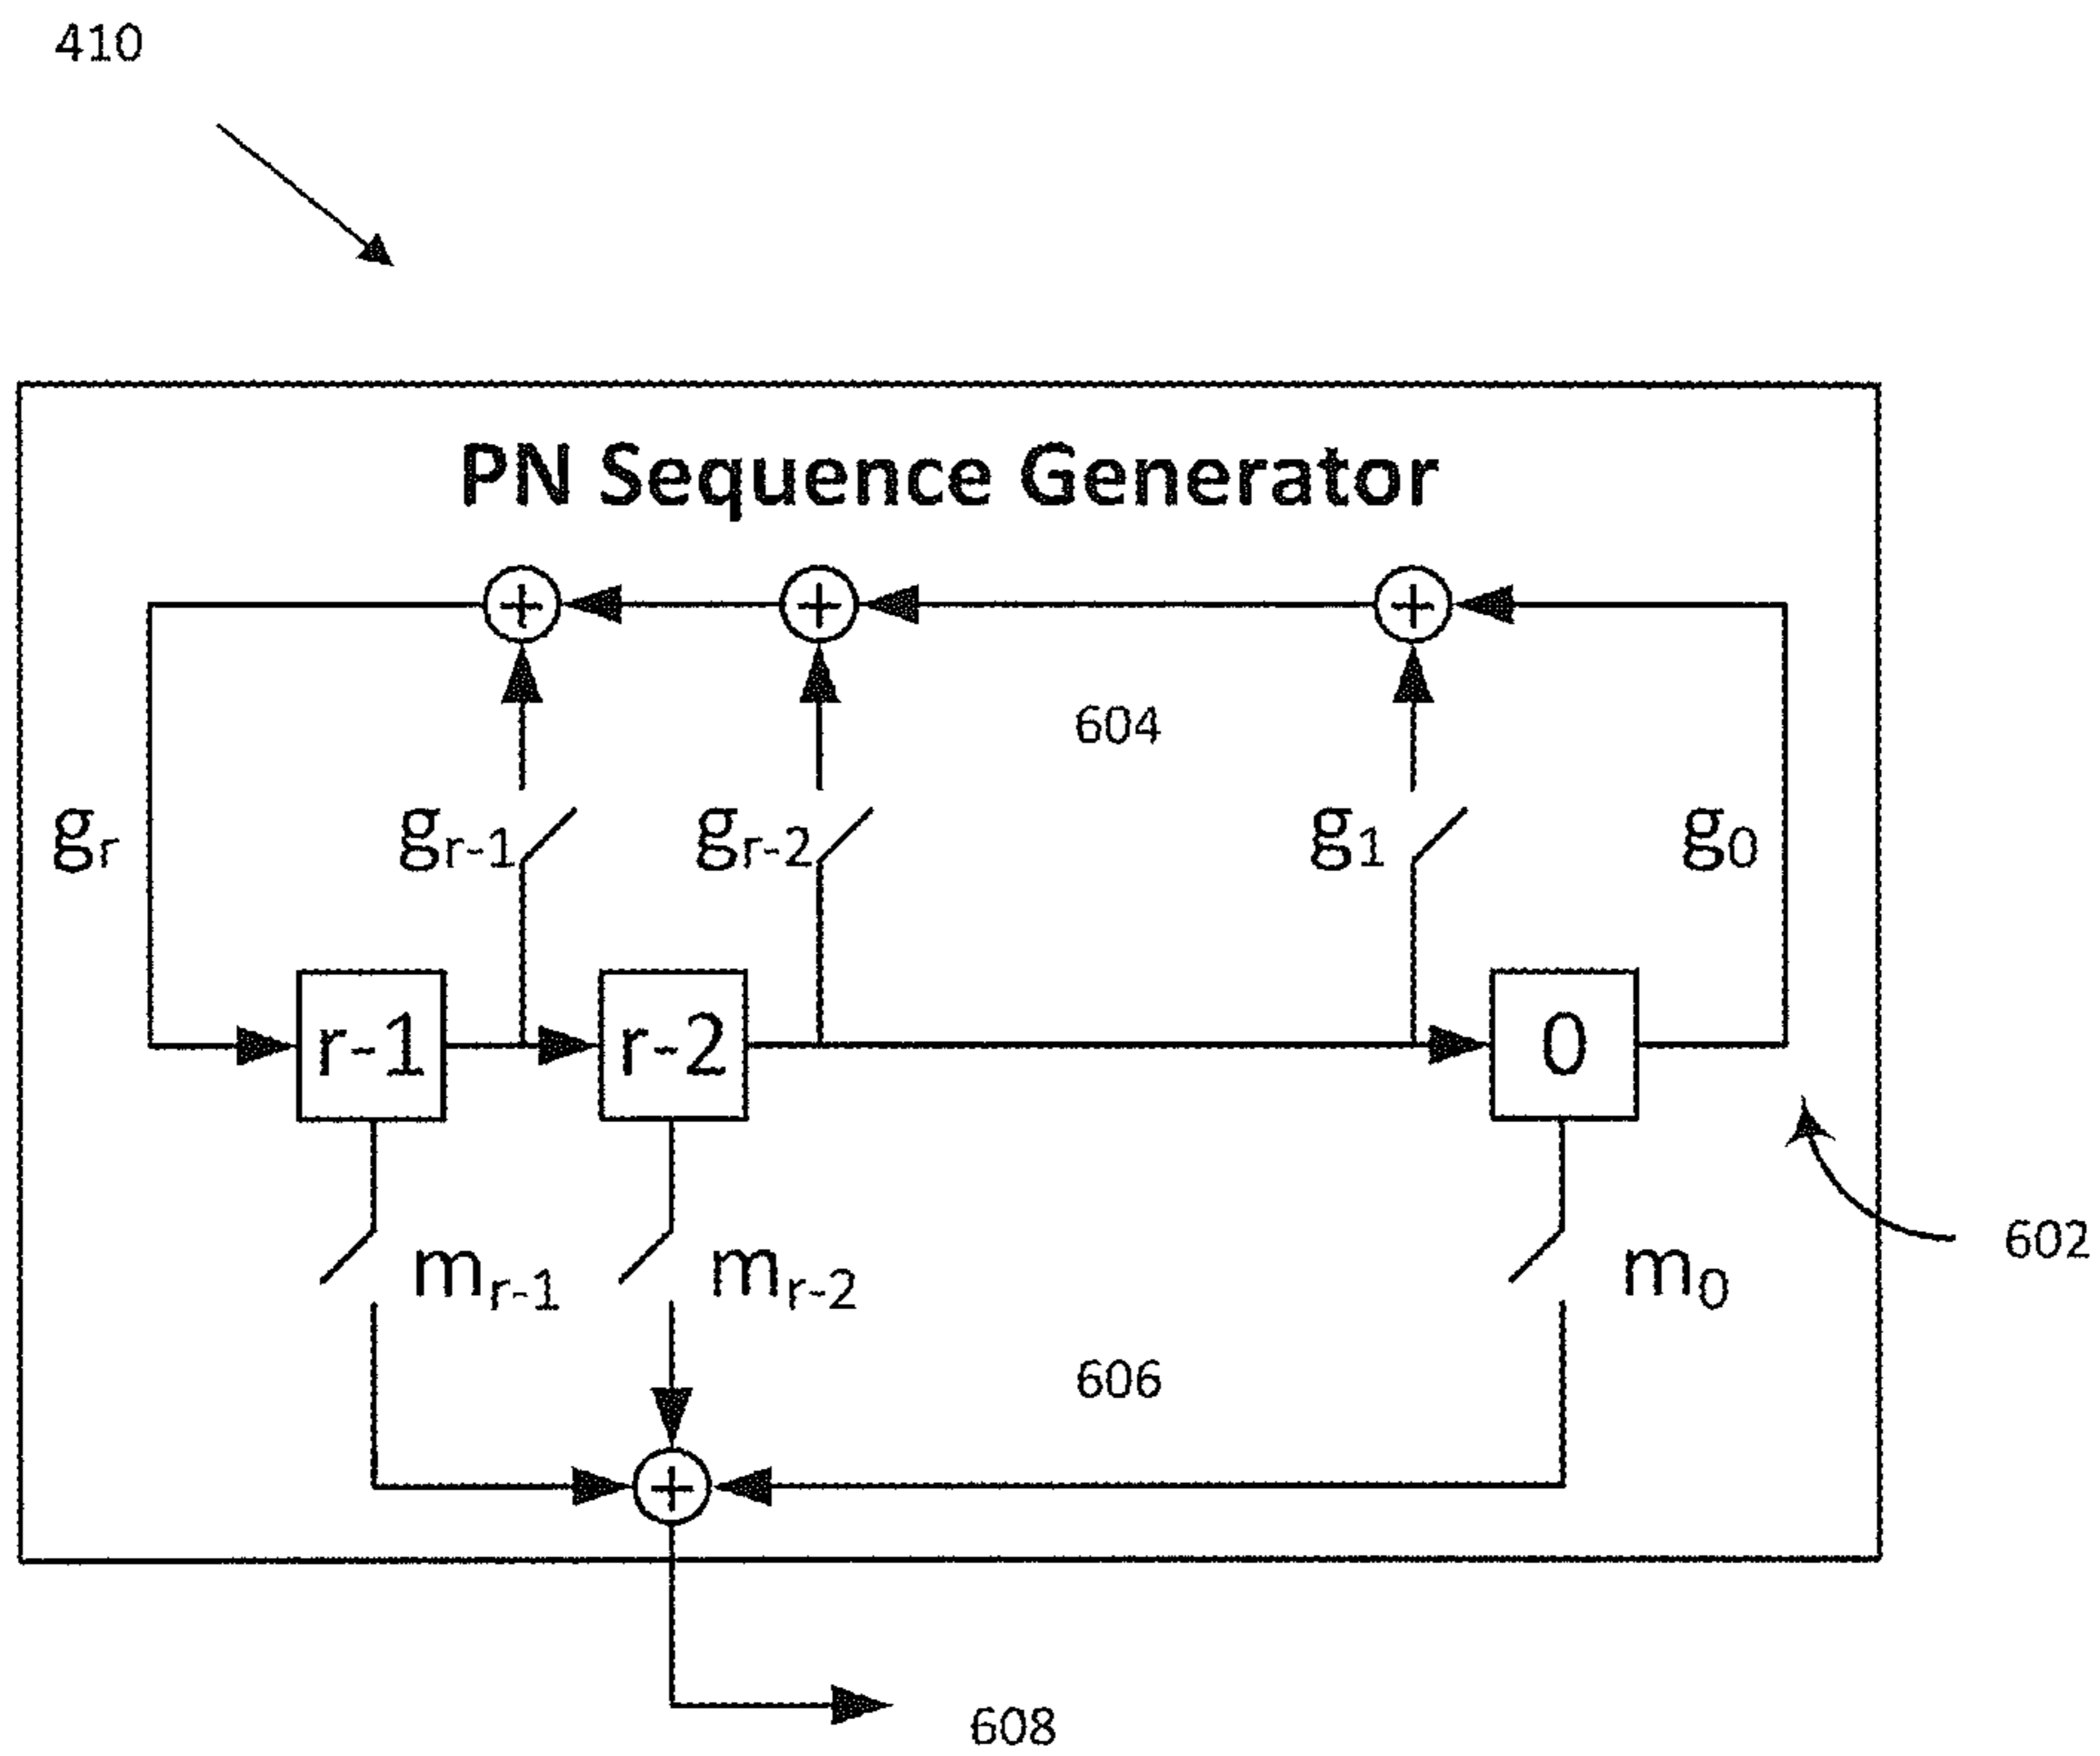 410
PN Sequence Generator
604
gr gr-1 gr-2 g1 g0
r-1 r-2 0
602
mr-1 mr-2 m0
606
608